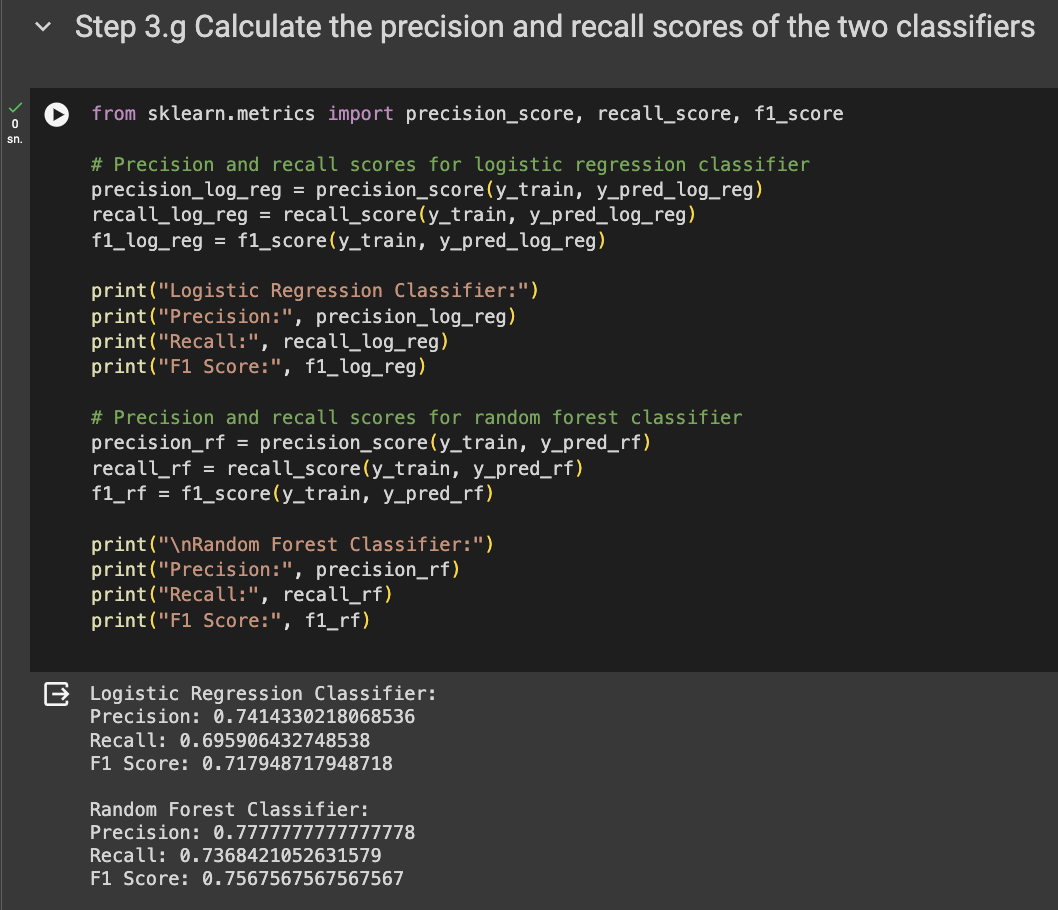 Step 3.g Calculate the precision and recall scores of the two classifiers
0
sn.
from sklearn.metrics import precision_score, recall_score, f1_score
# Precision and recall scores for logistic regression classifier
precision_log_reg = precision_score(y_train, y_pred_log_reg)
recall_log_reg = recall_score(y_train, y_pred_log_reg)
f1_log_reg = f1_score(y_train, y_pred_log_reg)
print("Logistic Regression Classifier:")
print("Precision:", precision_log_reg)
print("Recall:", recall_log_reg)
print("F1 Score:", f1_log_reg)
# Precision and recall scores for random forest classifier
precision_rf = precision_score(y_train, y_pred_rf)
recall_rf = recall_score(y_train, y_pred_rf)
f1_rf = f1_score(y_train, y_pred_rf)
print("\nRandom Forest Classifier:")
print("Precision:", precision_rf)
print("Recall:", recall_rf)
print("F1 Score:", f1_rf)
Logistic Regression Classifier:
Precision: 0.7414330218068536
Recall: 0.695906432748538
F1 Score: 0.717948717948718
Random Forest Classifier:
Precision: 0.7777777777777778
Recall: 0.7368421052631579
F1 Score: 0.7567567567567567